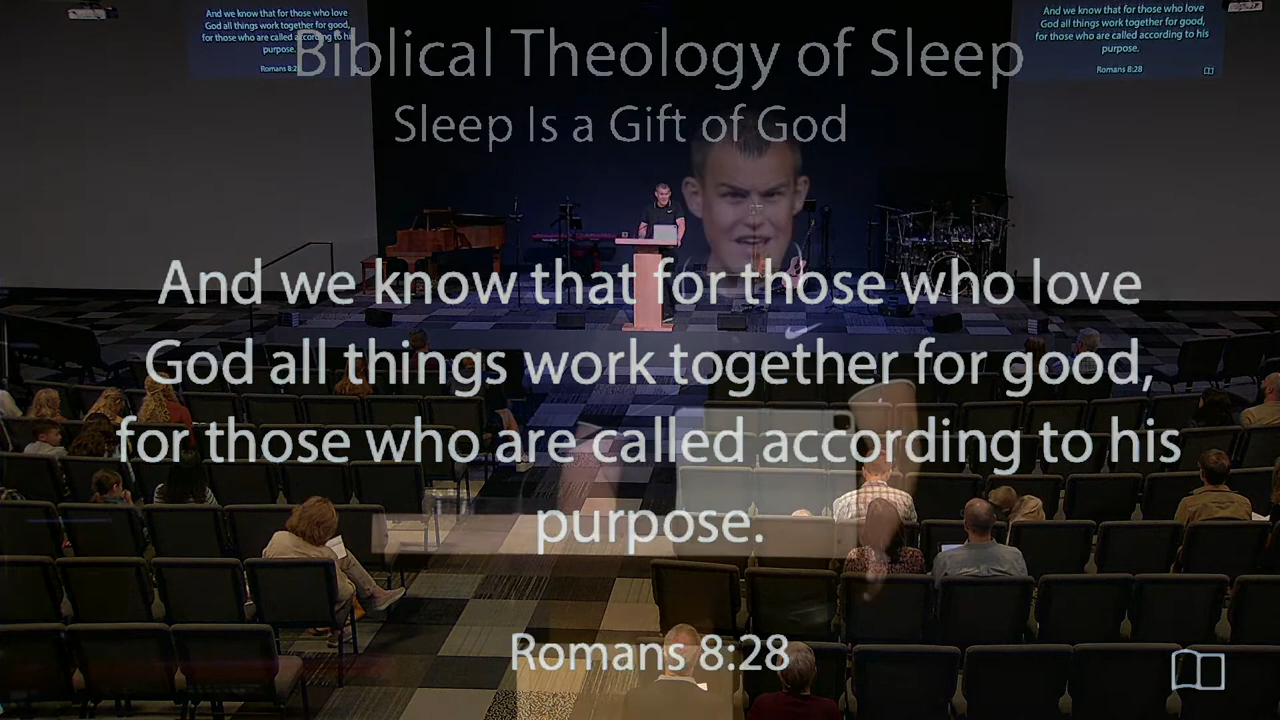 And we know that for those who love
God all things work together for good,
for those who are called according to his
purpose.
Romans 8:28
And we know that for those who love
God all things work together for good,
for those who are called according to his
purpose.
Romans 8:28
Biblical Theology of Sleep
Sleep Is a Gift of God
And we know that for those who love
God all things work together for good,
for those who are called according to his
purpose.
Romans 8:28